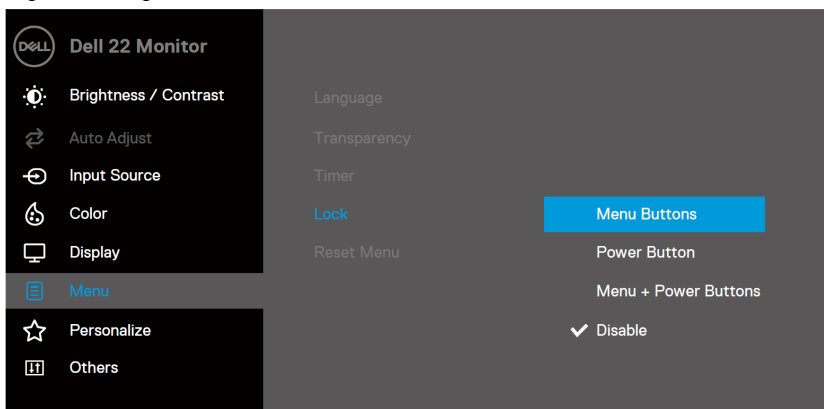 DELL
Dell 22 Monitor
Brightness / Contrast
Auto Adjust
Input Source
Color
Display
Menu
Personalize
Others
Language
Transparency
Timer
Lock
Reset Menu
Menu Buttons
Power Button
Menu + Power Buttons
Disable